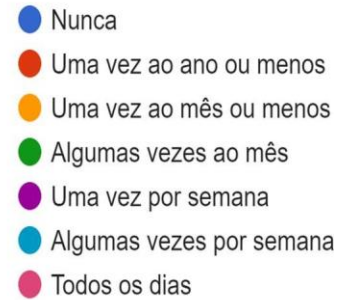 Nunca
Uma vez ao ano ou menos
Uma vez ao mês ou menos
Algumas vezes ao mês
Uma vez por semana
Algumas vezes por semana
Todos os dias